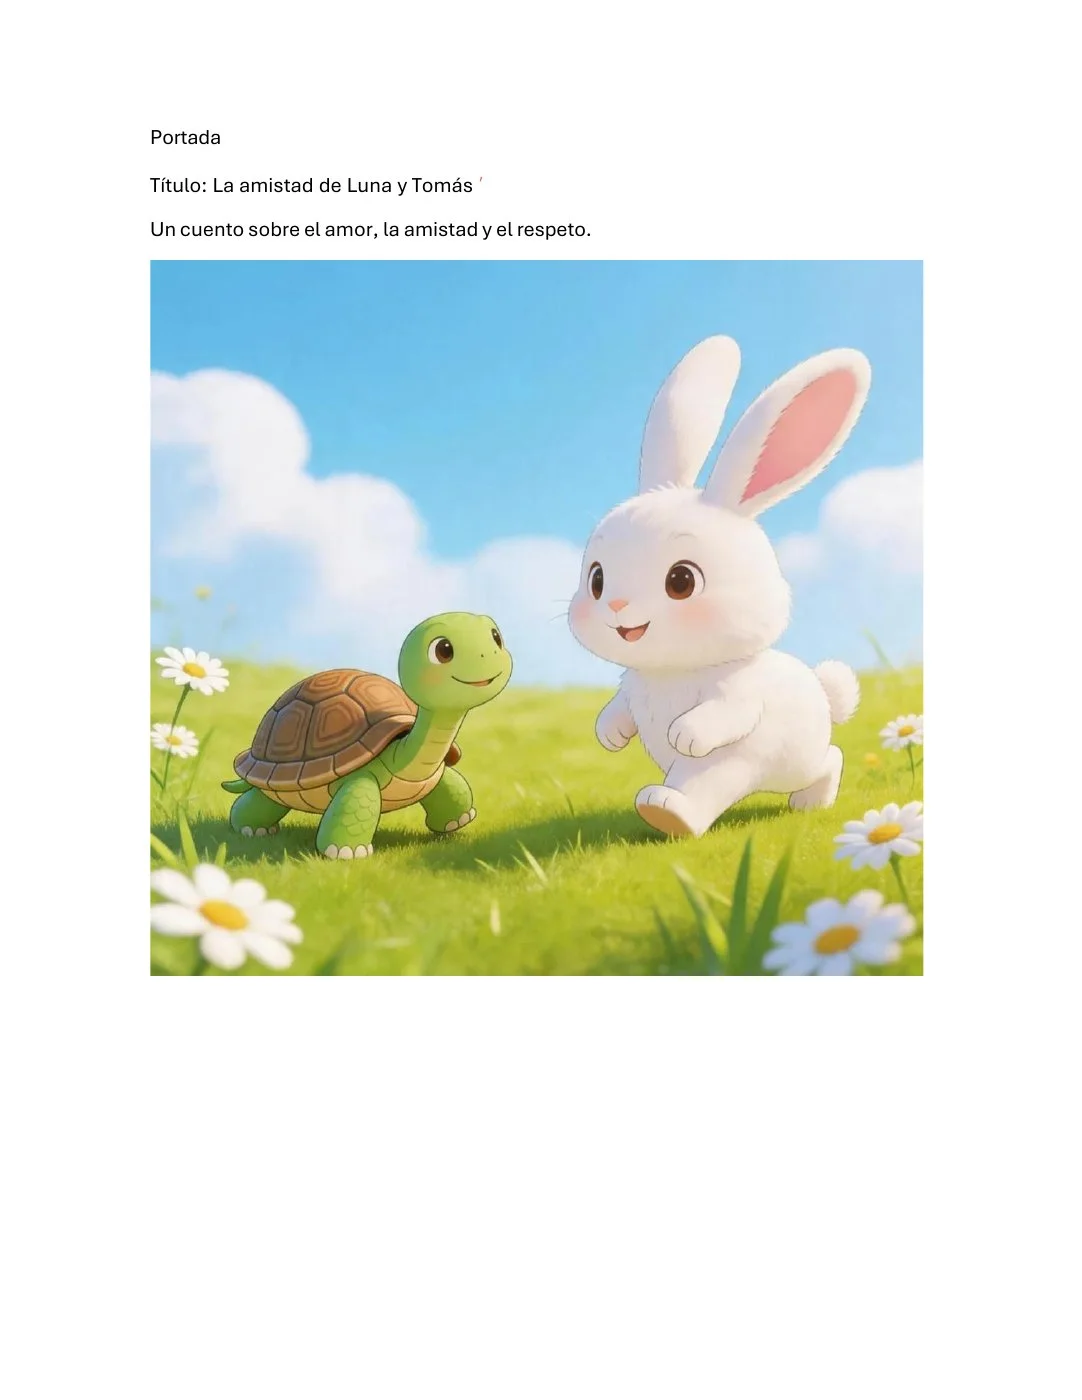 Portada
Título: La amistad de Luna y Tomás
Un cuento sobre el amor, la amistad y el respeto.